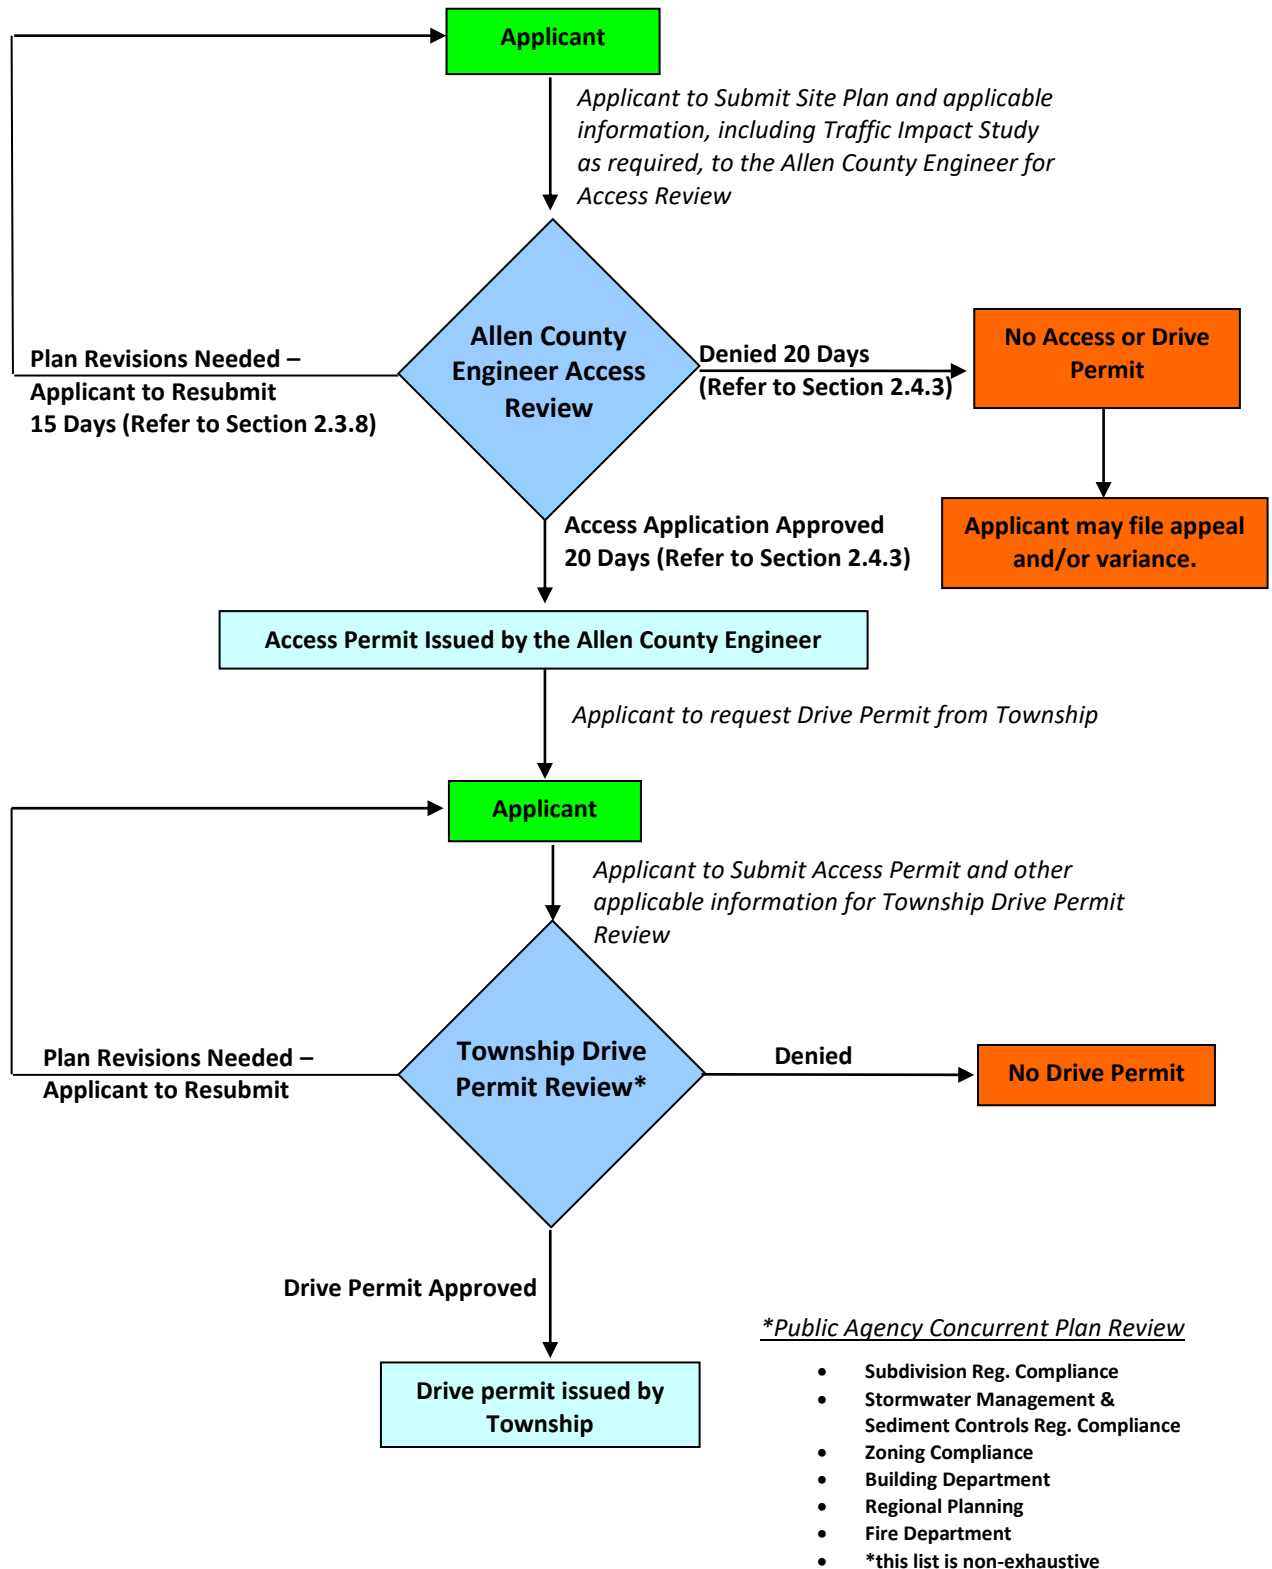 Applicant
Applicant to Submit Site Plan and applicable
information, including Traffic Impact Study
as required, to the Allen County Engineer for
Access Review
Allen County
Engineer Access
Review
Plan Revisions Needed –
Applicant to Resubmit
15 Days (Refer to Section 2.3.8)
Denied 20 Days
(Refer to Section 2.4.3)
No Access or Drive
Permit
Applicant may file appeal
and/or variance.
Access Application Approved
20 Days (Refer to Section 2.4.3)
Access Permit Issued by the Allen County Engineer
Applicant to request Drive Permit from Township
Applicant
Applicant to Submit Access Permit and other
applicable information for Township Drive Permit
Review
Township Drive
Permit Review*
Plan Revisions Needed –
Applicant to Resubmit
Denied
No Drive Permit
Drive Permit Approved
Drive permit issued by
Township
*Public Agency Concurrent Plan Review
• Subdivision Reg. Compliance
• Stormwater Management &
Sediment Controls Reg. Compliance
• Zoning Compliance
• Building Department
• Regional Planning
• Fire Department
• *this list is non-exhaustive